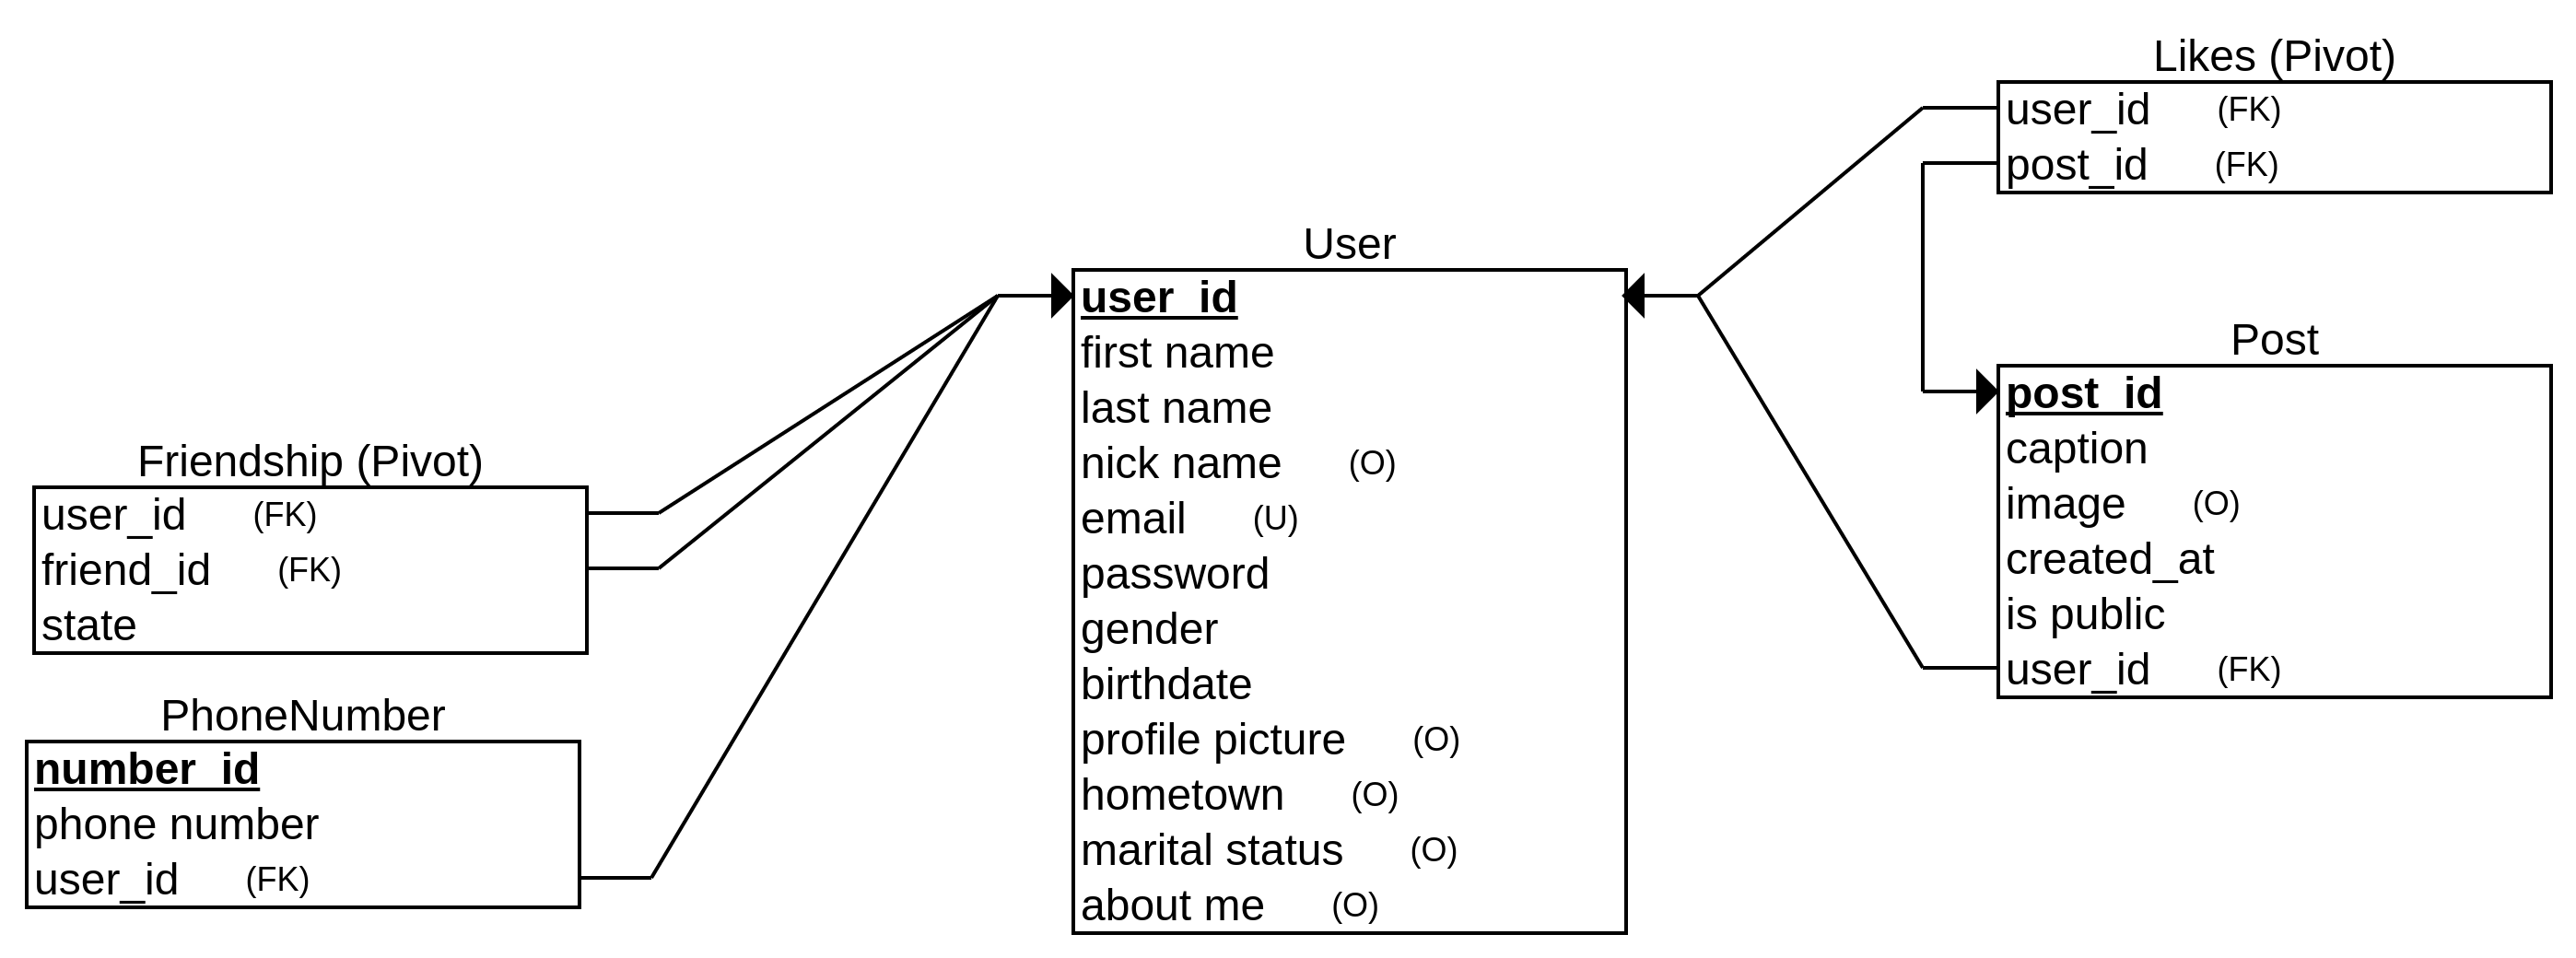 Likes (Pivot)
user_id (FK)
post_id (FK)
User
user_id
first name
last name
nick name (O)
email (U)
password
gender
birthdate
profile picture (O)
hometown (O)
marital status (O)
about me (O)
Post
post_id
caption
image (O)
created_at
is public
user_id (FK)
Friendship (Pivot)
user_id (FK)
friend_id (FK)
state
PhoneNumber
number_id
phone number
user_id (FK)